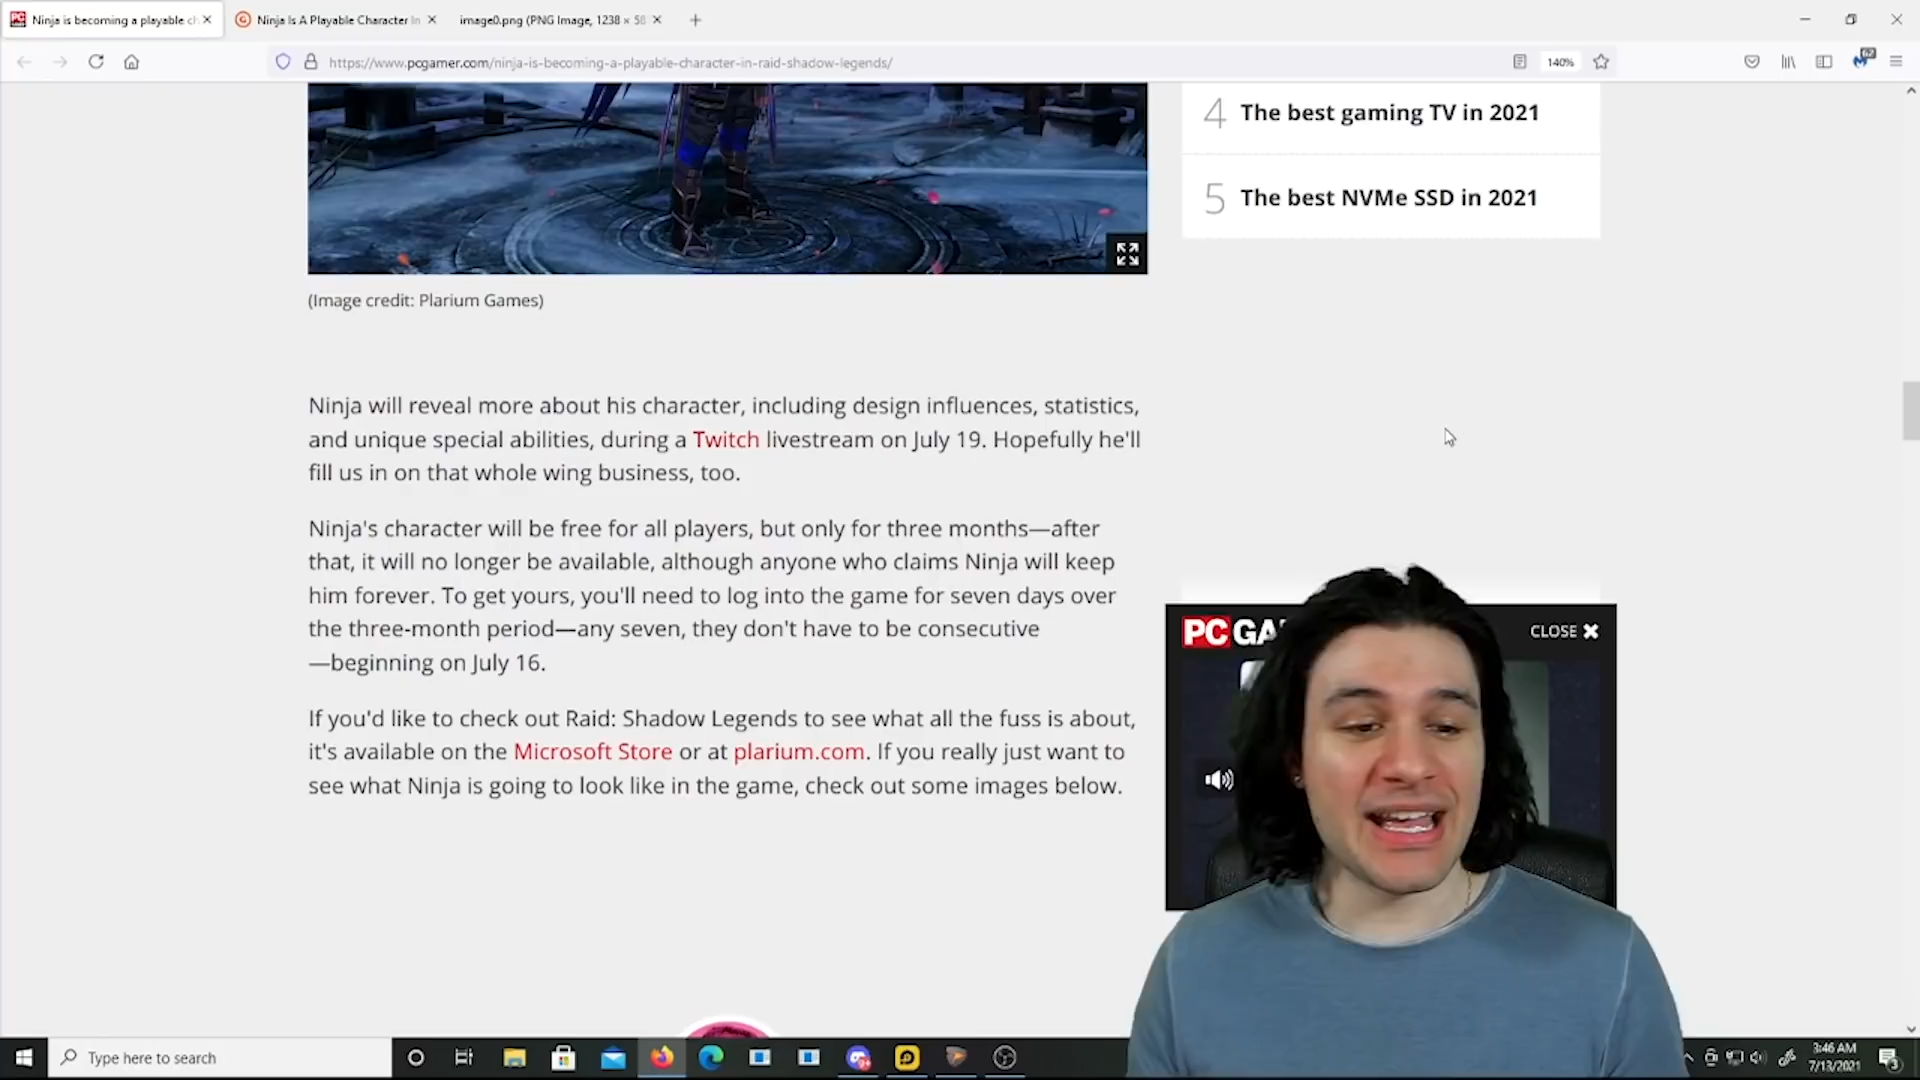 Ninja is becoming a playable ch
Ninja Is A Playable Character In
image0.png (PNG Image, 1238 × 58
https://www.pcgamer.com/ninja-is-becoming-a-playable-character-in-raid-shadow-legends/
140%
62
4 The best gaming TV in 2021
5 The best NVMe SSD in 2021
(Image credit: Plarium Games)
Ninja will reveal more about his character, including design influences, statistics,
and unique special abilities, during a Twitch livestream on July 19. Hopefully he'll
fill us in on that whole wing business, too.
Ninja's character will be free for all players, but only for three months—after
that, it will no longer be available, although anyone who claims Ninja will keep
him forever. To get yours, you'll need to log into the game for seven days over
the three-month period—any seven, they don't have to be consecutive
—beginning on July 16.
If you'd like to check out Raid: Shadow Legends to see what all the fuss is about,
it's available on the Microsoft Store or at plarium.com. If you really just want to
see what Ninja is going to look like in the game, check out some images below.
PC GA
CLOSE
Type here to search
3:46 AM
7/13/2021
3